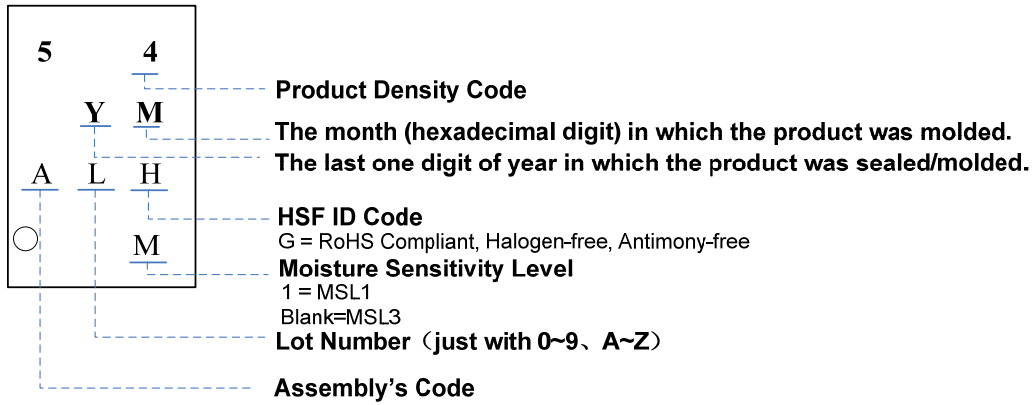 5 4
Product Density Code
Y M
The month (hexadecimal digit) in which the product was molded.
The last one digit of year in which the product was sealed/molded.
A L H
HSF ID Code
G = RoHS Compliant, Halogen-free, Antimony-free
M
Moisture Sensitivity Level
1 = MSL1
Blank=MSL3
Lot Number（just with 0~9、A~Z）
Assembly's Code